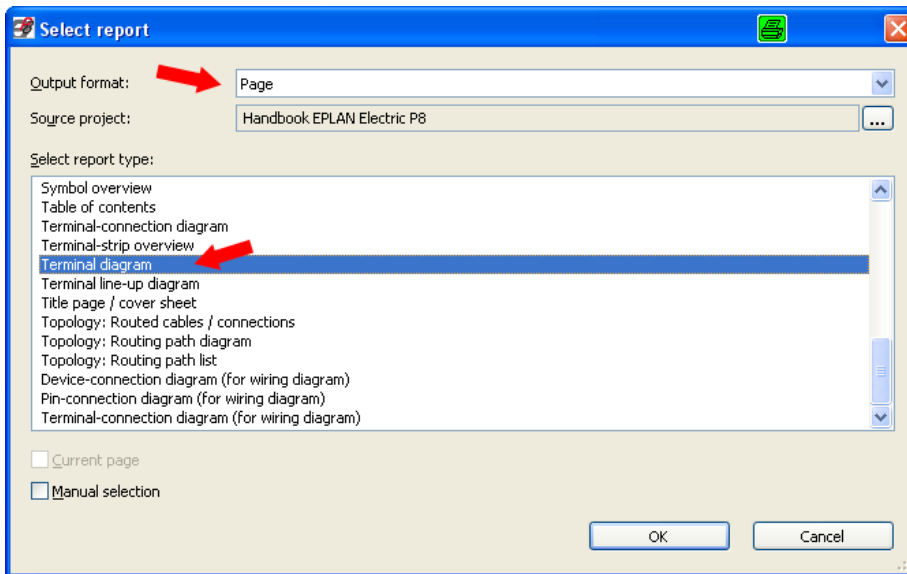 Select report
Output format:
Page
Source project:
Handbook EPLAN Electric P8
...
Select report type:
Symbol overview
Table of contents
Terminal-connection diagram
Terminal-strip overview
Terminal diagram
Terminal line-up diagram
Title page / cover sheet
Topology: Routed cables / connections
Topology: Routing path diagram
Topology: Routing path list
Device-connection diagram (for wiring diagram)
Pin-connection diagram (for wiring diagram)
Terminal-connection diagram (for wiring diagram)
Current page
Manual selection
OK
Cancel